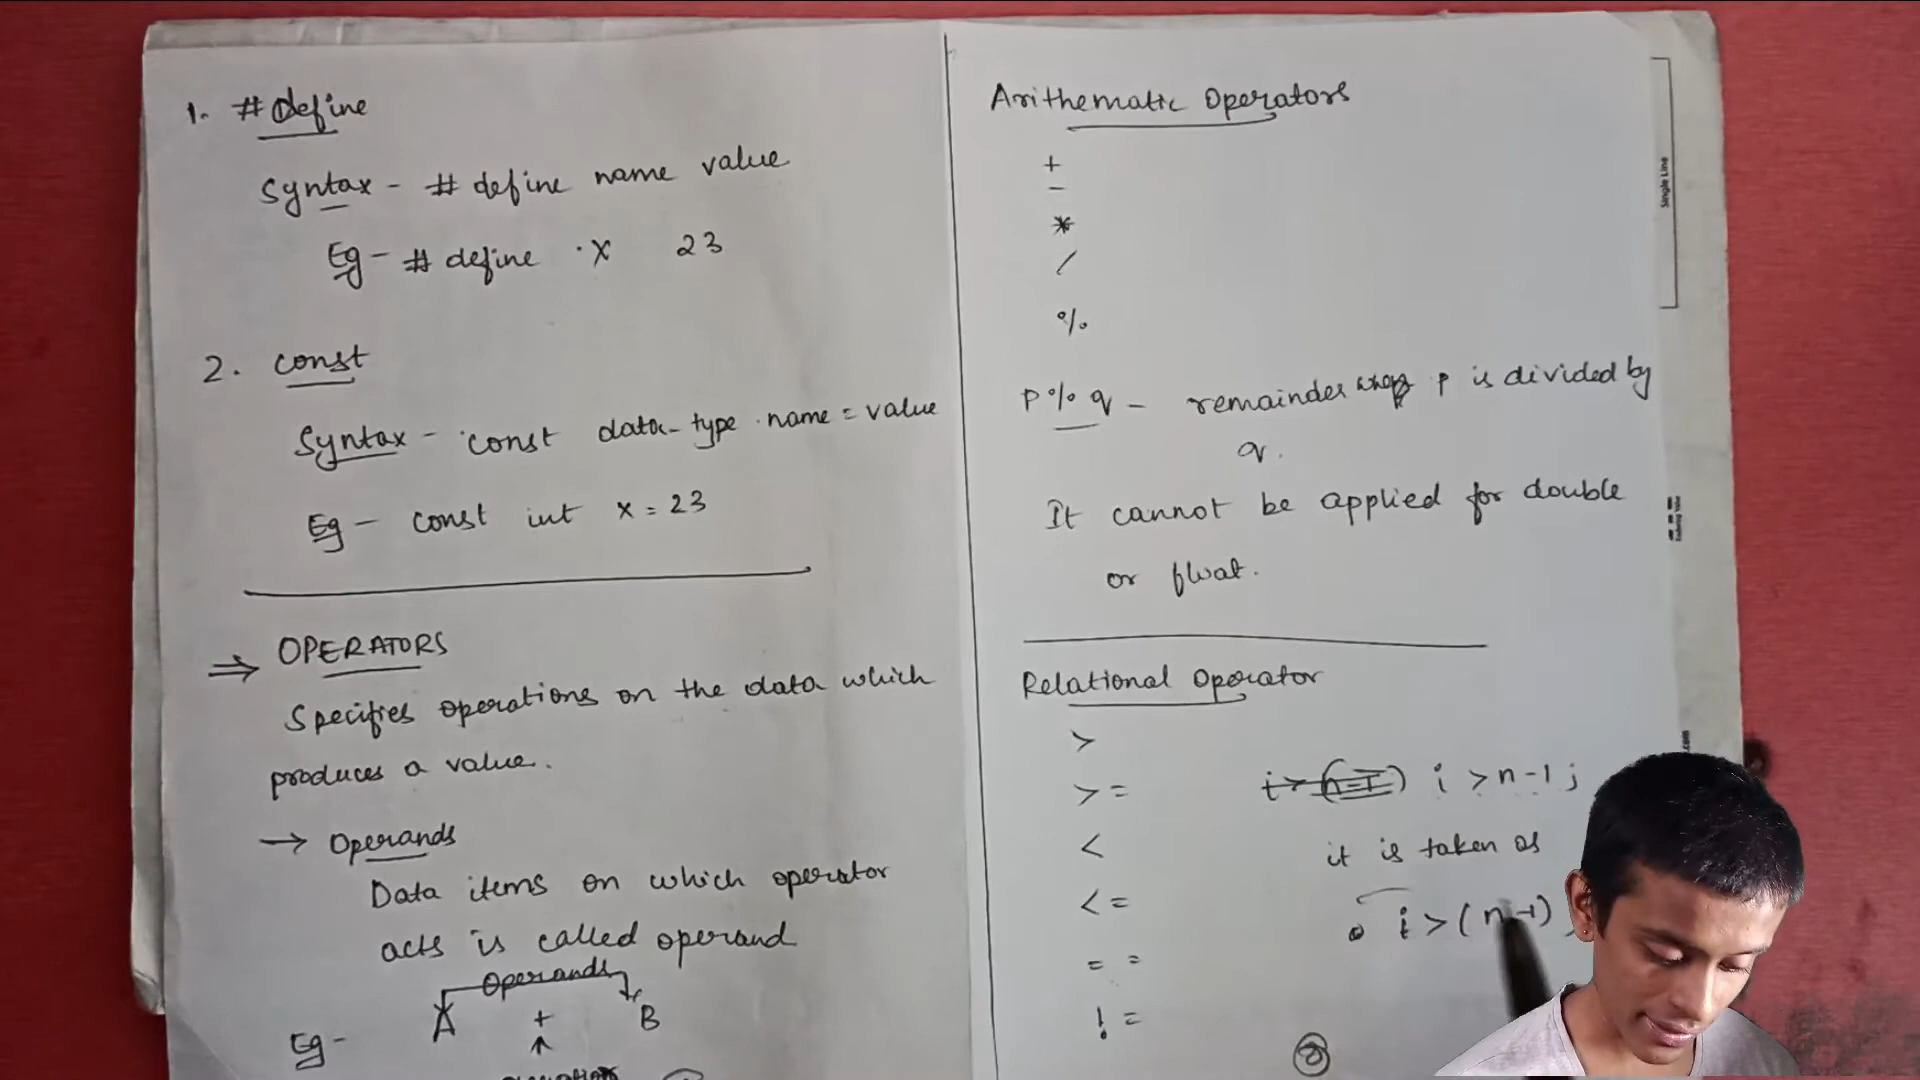 1. #Define
Syntax - # define name value
Eg - # define .X 23
2. const
Syntax - const data-type name = value
Eg - const int x = 23
⇒ OPERATORS
Specifies operations on the data which
produces a value.
→ Operands
Data items on which operator
acts is called operand
Operands
Eg - A + B
Arithematic Operators
+
-
*
/
%
P % q - remainder when p is divided by
q.
It cannot be applied for double
or float.
Relational Operator
>
>= i > (n-1) i > n-1;
< it is taken as
<= i > (n-1)
= =
! =
Single Line